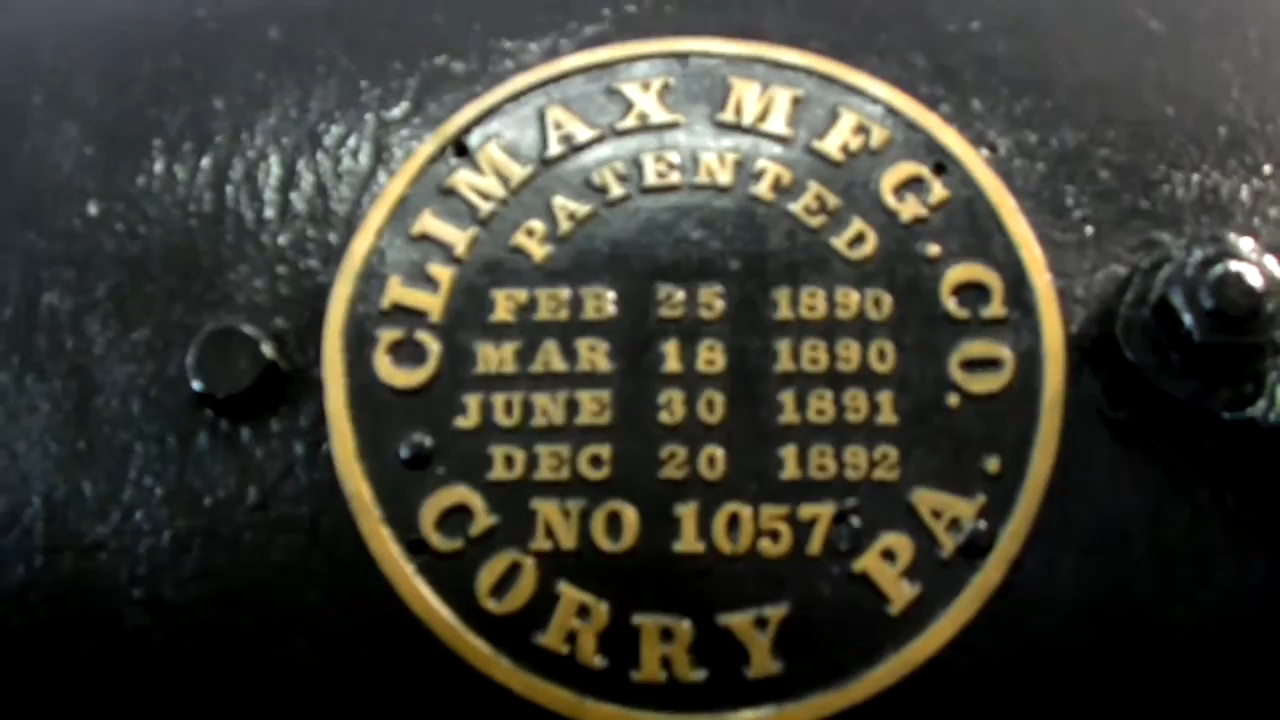 CLIMAX MFG. CO.
PATENTED
FEB 25 1890
MAR 18 1890
JUNE 30 1891
DEC 20 1892
NO 1057
CORRY PA.